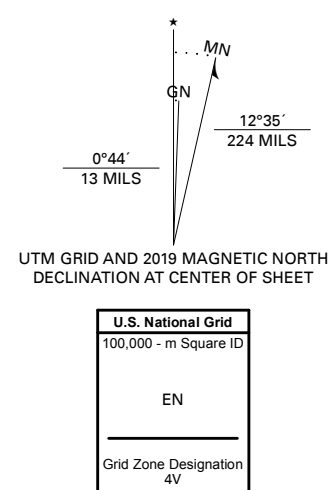 ★
MN
GN
12°35´
224 MILS
0°44´
13 MILS
UTM GRID AND 2019 MAGNETIC NORTH
DECLINATION AT CENTER OF SHEET
U.S. National Grid
100,000 - m Square ID
EN
Grid Zone Designation
4V